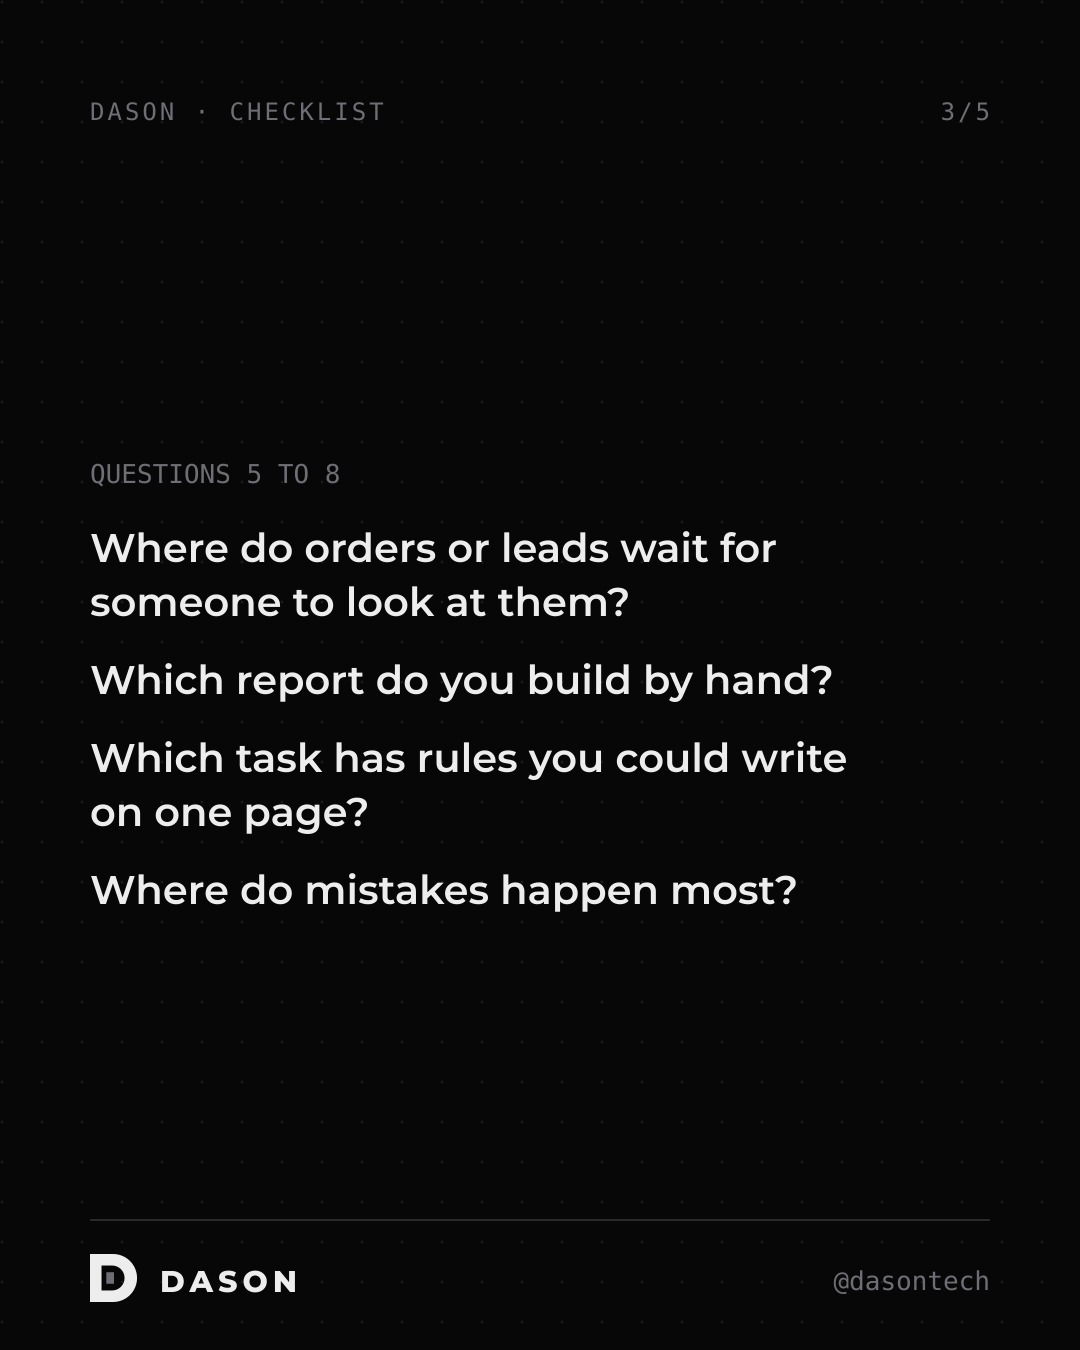 DASON · CHECKLIST
3/5
QUESTIONS 5 TO 8
Where do orders or leads wait for
someone to look at them?
Which report do you build by hand?
Which task has rules you could write
on one page?
Where do mistakes happen most?
DASON
@dasontech